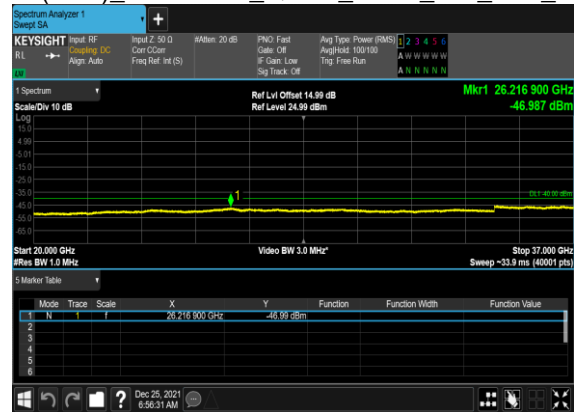 Spectrum Analyzer 1
Swept SA
KEYSIGHT Input: RF Input Z: 50 Ω #Atten: 20 dB PNO: Fast Avg Type: Power (RMS) 1 2 3 4 5 6
RL Coupling: DC Corr CCorr Gate: Off Avg|Hold: 100/100 A W W W W W
Align: Auto Freq Ref: Int (S) IF Gain: Low Trig: Free Run
Sig Track: Off A N N N N N
1 Spectrum Ref Lvl Offset 14.99 dB Mkr1 26.216 900 GHz
Scale/Div 10 dB Ref Level 24.99 dBm -46.987 dBm
Log
15.0
4.99
-5.01
-15.0
-25.0
-35.0 1 DL1 -40.00 dBm
-45.0
-55.0
-65.0
Start 20.000 GHz Video BW 3.0 MHz* Stop 37.000 GHz
#Res BW 1.0 MHz Sweep ~33.9 ms (40001 pts)
5 Marker Table
Mode Trace Scale X Y Function Function Width Function Value
1 N 1 f 26.216 900 GHz -46.99 dBm
2
3
4
5
6
? Dec 25, 2021
6:56:31 AM